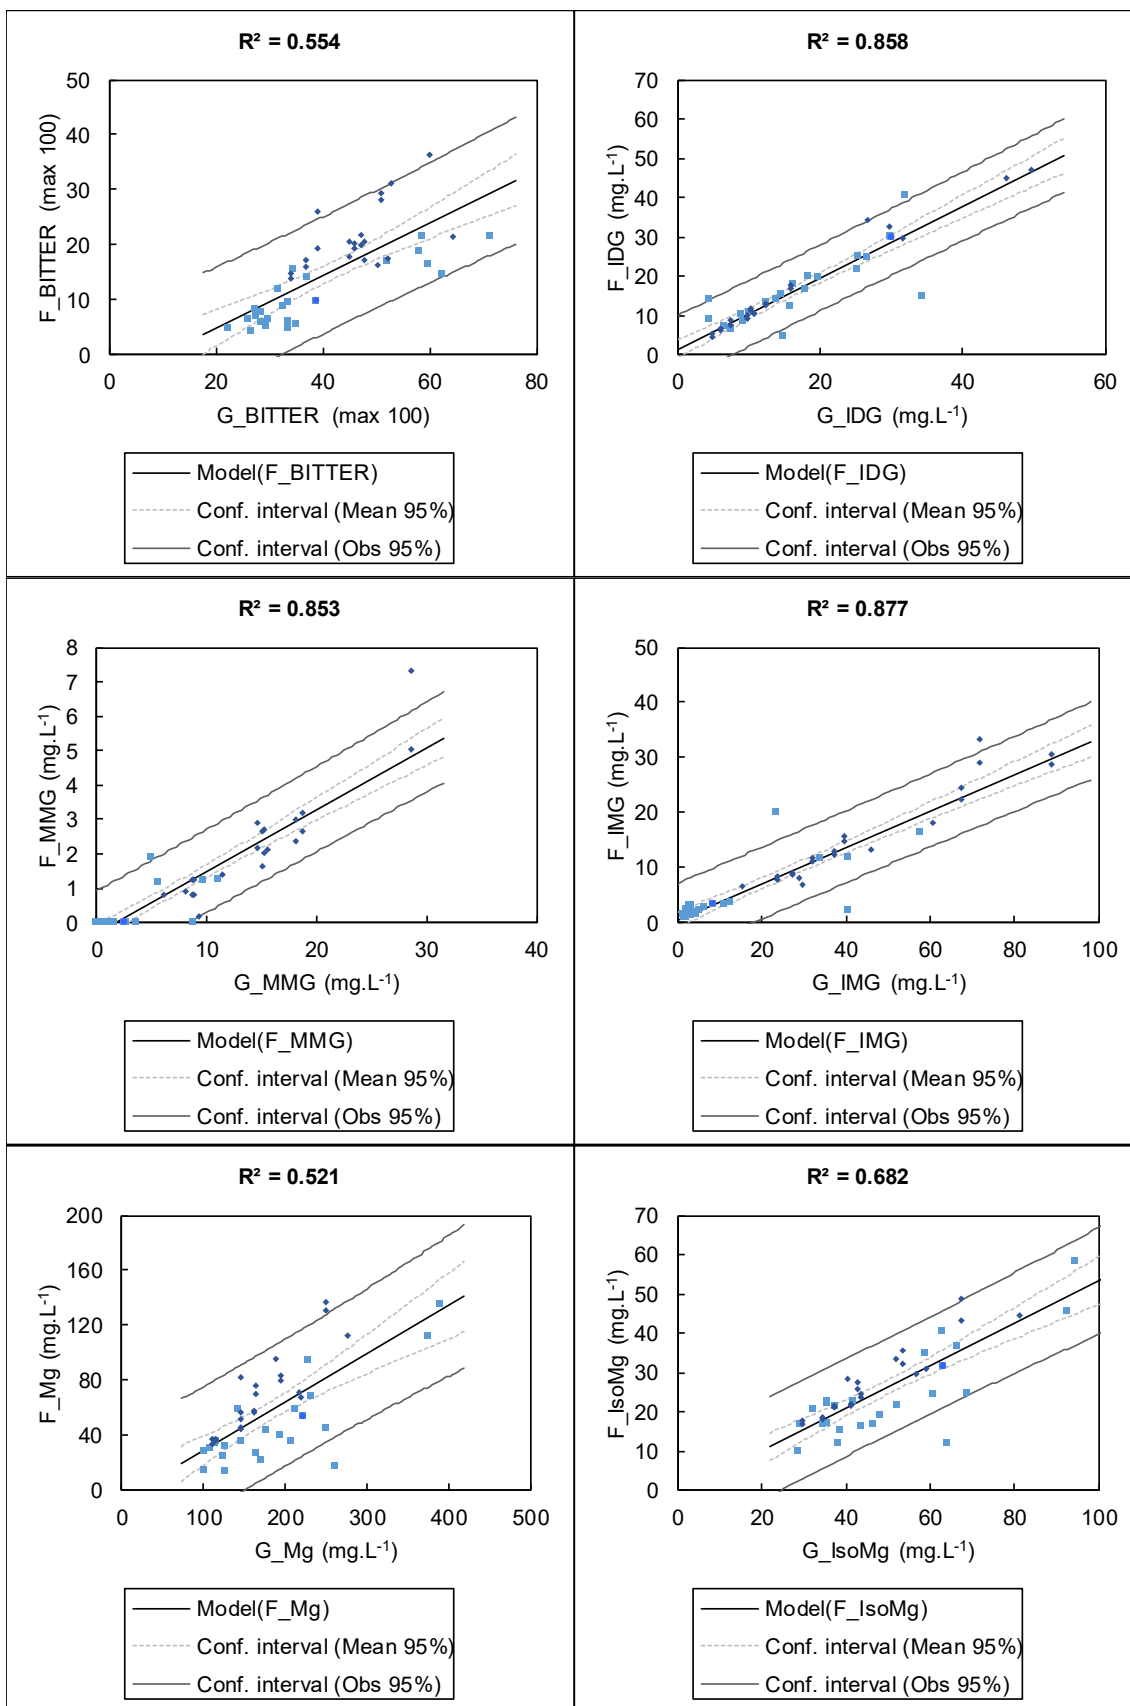 R² = 0.554
50
40
30
20
10
0
F_BITTER (max 100)
0
20
40
60
80
G_BITTER (max 100)
Model(F_BITTER)
Conf. interval (Mean 95%)
Conf. interval (Obs 95%)
R² = 0.858
70
60
50
40
30
20
10
0
F_IDG (mg.L⁻¹)
0
20
40
60
G_IDG (mg.L⁻¹)
Model(F_IDG)
Conf. interval (Mean 95%)
Conf. interval (Obs 95%)
R² = 0.853
8
7
6
5
4
3
2
1
0
F_MMG (mg.L⁻¹)
0
10
20
30
40
G_MMG (mg.L⁻¹)
Model(F_MMG)
Conf. interval (Mean 95%)
Conf. interval (Obs 95%)
R² = 0.877
50
40
30
20
10
0
F_IMG (mg.L⁻¹)
0
20
40
60
80
100
G_IMG (mg.L⁻¹)
Model(F_IMG)
Conf. interval (Mean 95%)
Conf. interval (Obs 95%)
R² = 0.521
200
160
120
80
40
0
F_Mg (mg.L⁻¹)
0
100
200
300
400
500
G_Mg (mg.L⁻¹)
Model(F_Mg)
Conf. interval (Mean 95%)
Conf. interval (Obs 95%)
R² = 0.682
70
60
50
40
30
20
10
0
F_IsoMg (mg.L⁻¹)
0
20
40
60
80
100
G_IsoMg (mg.L⁻¹)
Model(F_IsoMg)
Conf. interval (Mean 95%)
Conf. interval (Obs 95%)